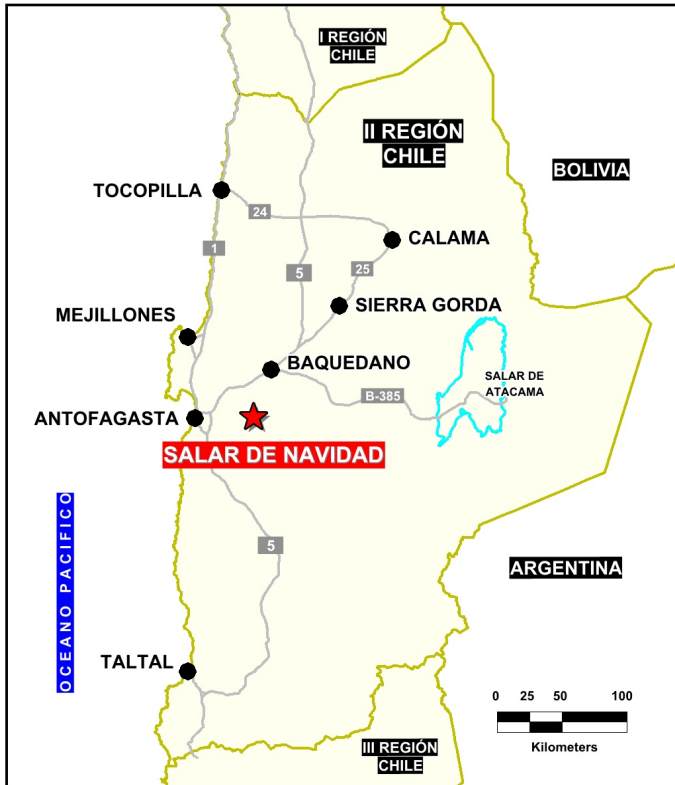 I REGIÓN
CHILE
II REGIÓN
CHILE
BOLIVIA
TOCOPILLA
24
CALAMA
1
5
25
SIERRA GORDA
MEJILLONES
BAQUEDANO
SALAR DE
ATACAMA
B-385
ANTOFAGASTA
SALAR DE NAVIDAD
OCEANO PACIFICO
5
ARGENTINA
TALTAL
0 25 50 100
Kilometers
III REGIÓN
CHILE